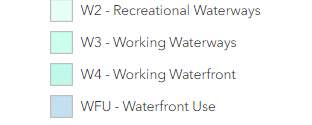 W2 - Recreational Waterways
W3 - Working Waterways
W4 - Working Waterfront
WFU - Waterfront Use